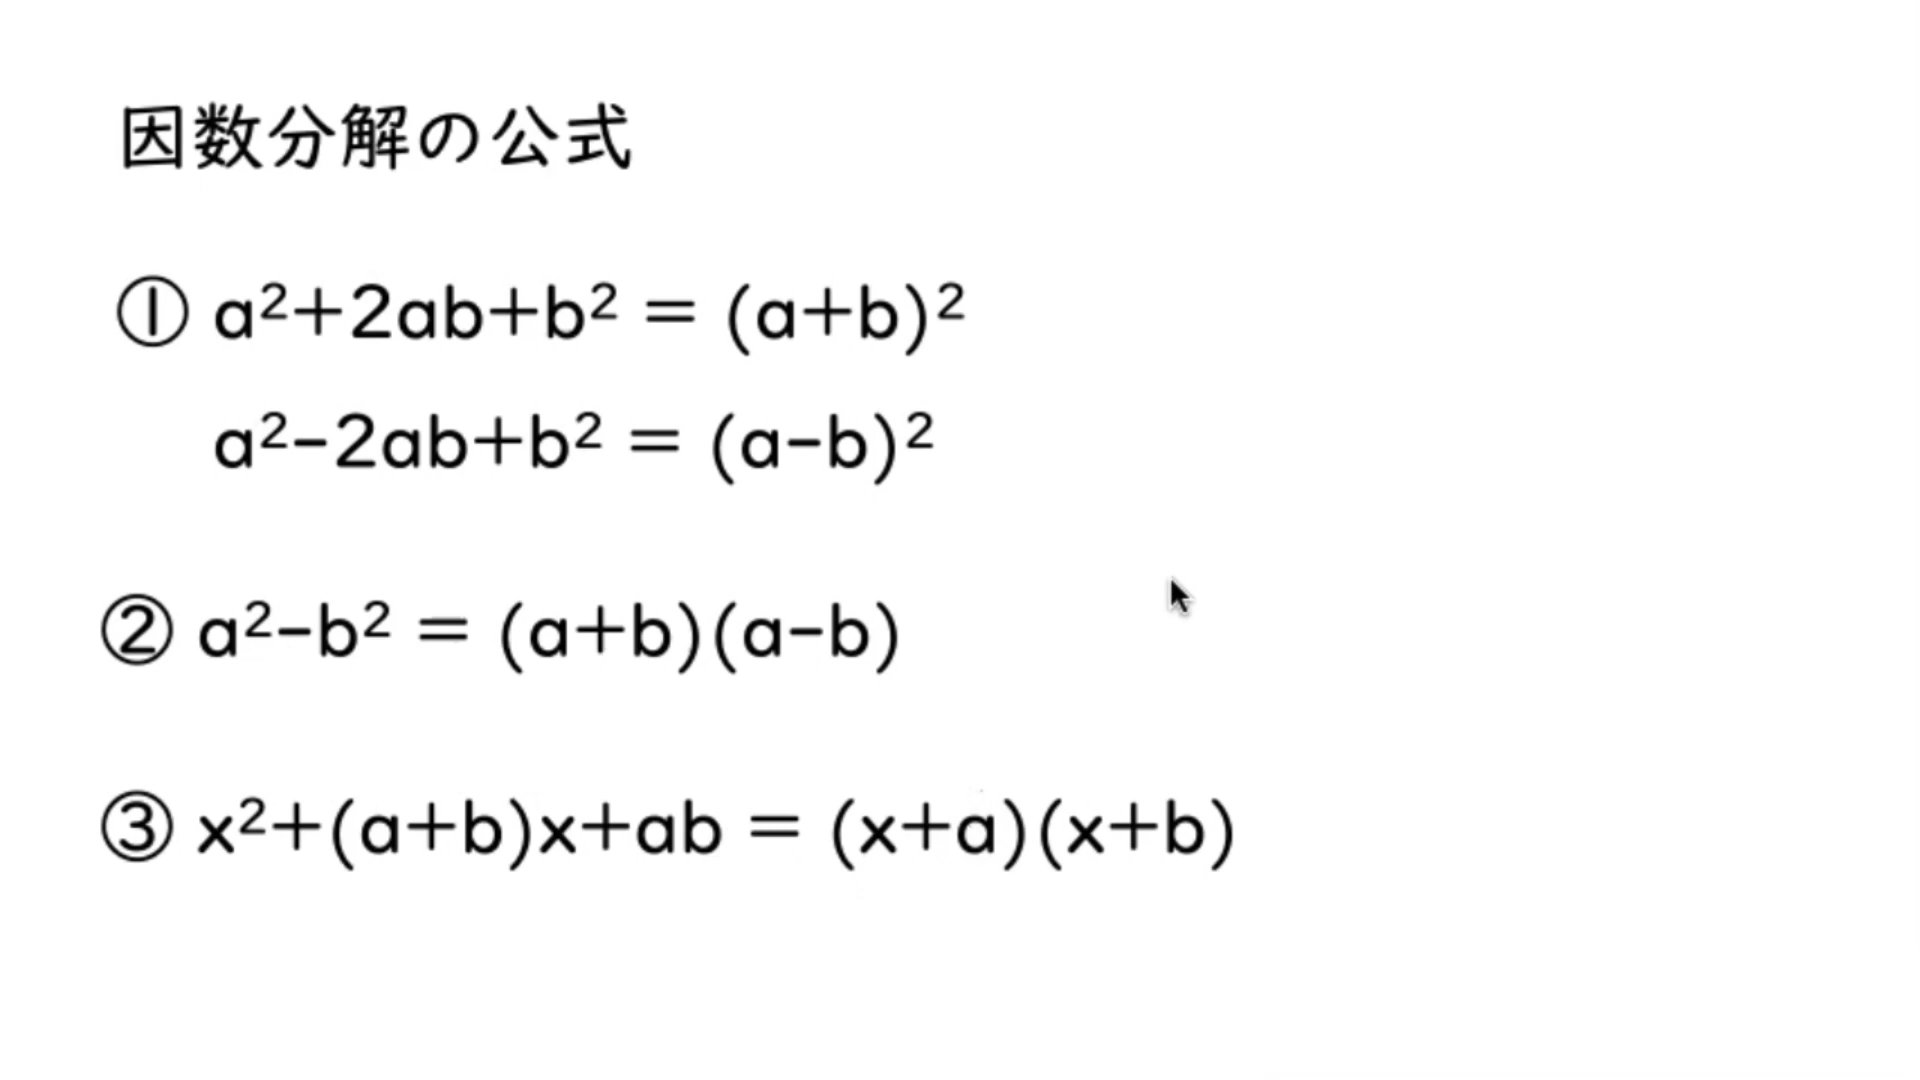 因数分解の公式
① a²+2ab+b² = (a+b)²
a²-2ab+b² = (a-b)²
② a²-b² = (a+b)(a-b)
③ x²+(a+b)x+ab = (x+a)(x+b)